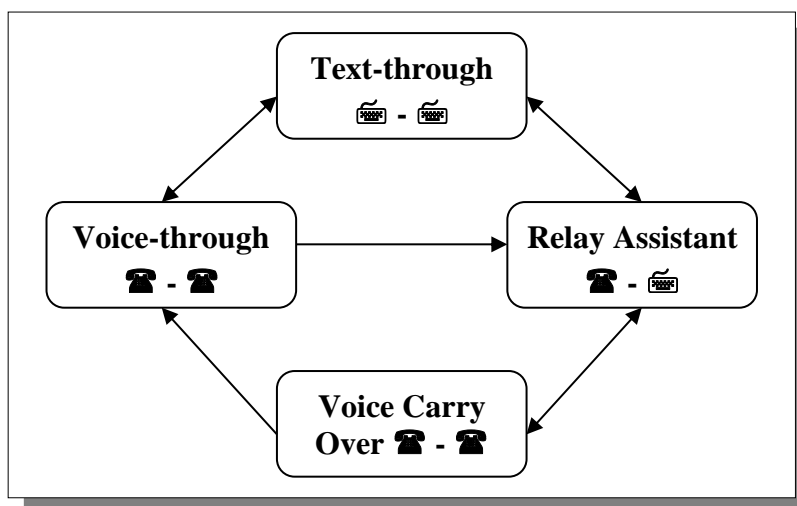 Text-through
🖮 - 🖮
Voice-through
🕿 - 🕿
Relay Assistant
🕿 - 🖮
Voice Carry
Over 🕿 - 🕿